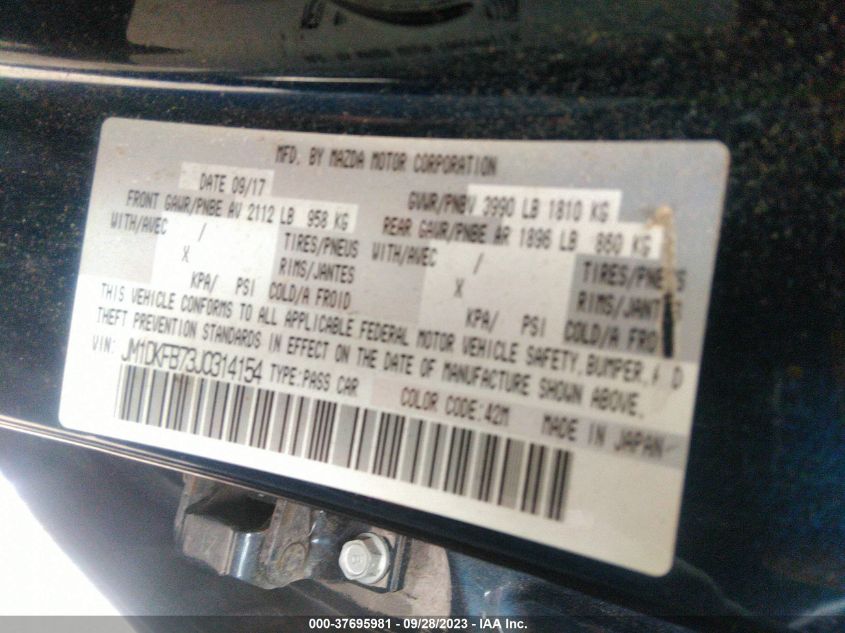 MFD. BY MAZDA MOTOR CORPORATION
DATE 09/17 GVWR/PNBV 3990 LB 1810 KG
FRONT GAWR/PNBE AV 2112 LB 958 KG REAR GAWR/PNBE AR 1896 LB 860 KG
WITH/AVEC / TIRES/PNEUS WITH/AVEC / TIRES/PNEUS
X RIMS/JANTES X RIMS/JANT
KPA/ PSI COLD/A FROID KPA/ PSI COLD/A FRO
THIS VEHICLE CONFORMS TO ALL APPLICABLE FEDERAL MOTOR VEHICLE SAFETY, BUMPER,
THEFT PREVENTION STANDARDS IN EFFECT ON THE DATE OF MANUFACTURE SHOWN ABOVE.
VIN: JM1DKFB73J0314154 TYPE:PASS CAR
COLOR CODE:42M MADE IN JAPAN
000-37695981 - 09/28/2023 - IAAI Inc.